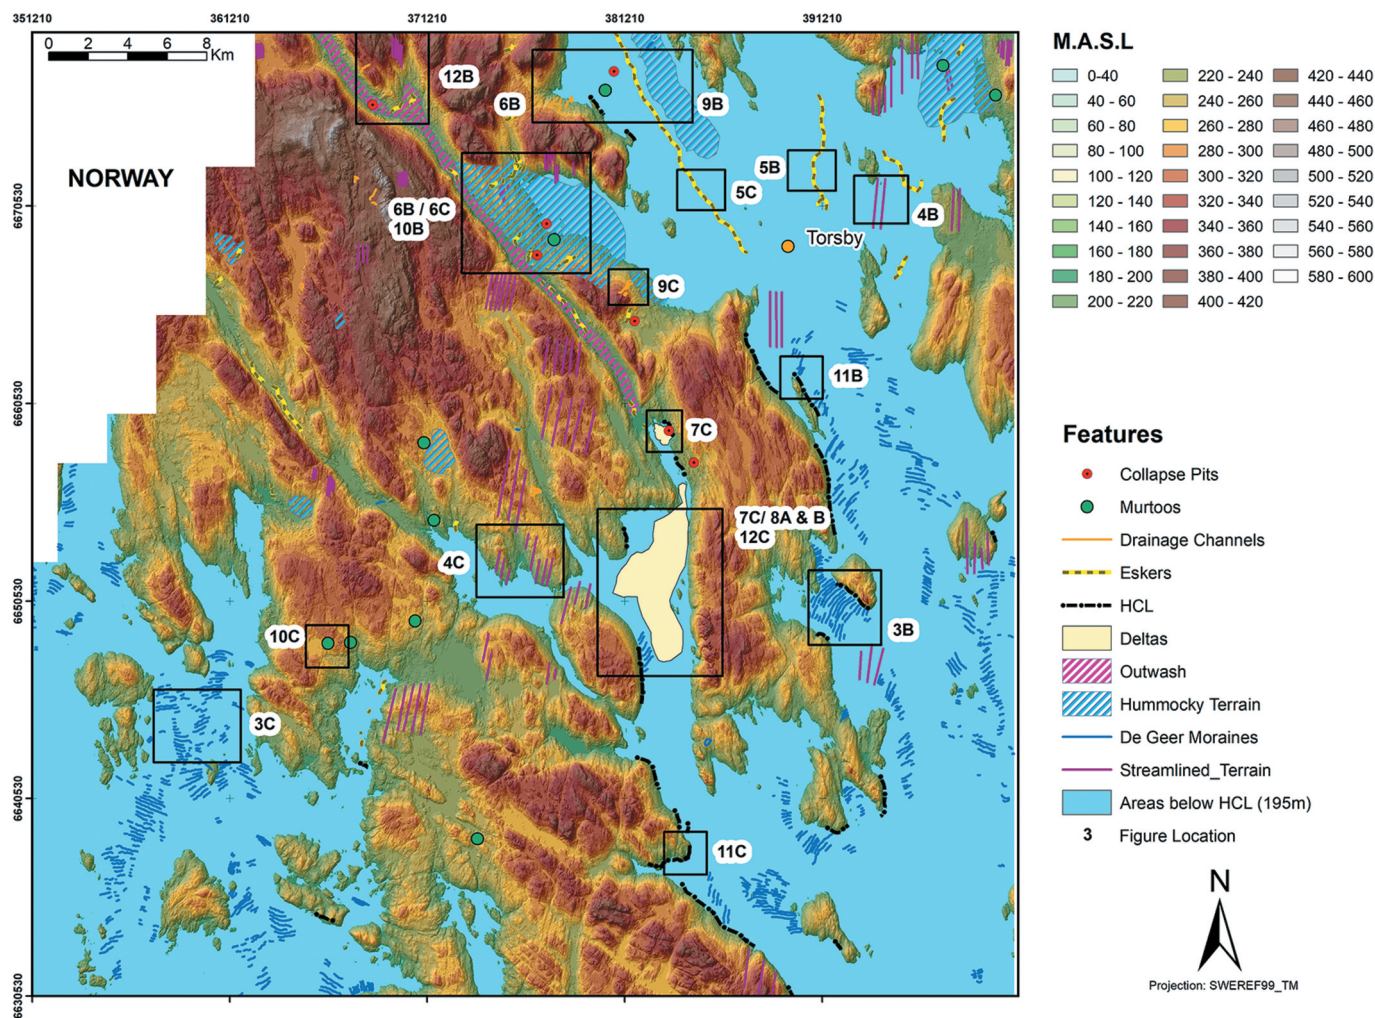 351210 361210 371210 381210 391210
0 2 4 6 8
Km
12B
6B
9B
NORWAY
5B
5C
6B / 6C
10B
4B
Torsby
9C
11B
7C
7C/ 8A & B
12C
4C
3B
10C
3C
11C
6670530
6660530
6650530
6640530
6630530
M.A.S.L
0-40
40 - 60
60 - 80
80 - 100
100 - 120
120 - 140
140 - 160
160 - 180
180 - 200
200 - 220
220 - 240
240 - 260
260 - 280
280 - 300
300 - 320
320 - 340
340 - 360
360 - 380
380 - 400
400 - 420
420 - 440
440 - 460
460 - 480
480 - 500
500 - 520
520 - 540
540 - 560
560 - 580
580 - 600
Features
Collapse Pits
Murtoos
Drainage Channels
Eskers
HCL
Deltas
Outwash
Hummocky Terrain
De Geer Moraines
Streamlined_Terrain
Areas below HCL (195m)
3 Figure Location
N
Projection: SWEREF99_TM